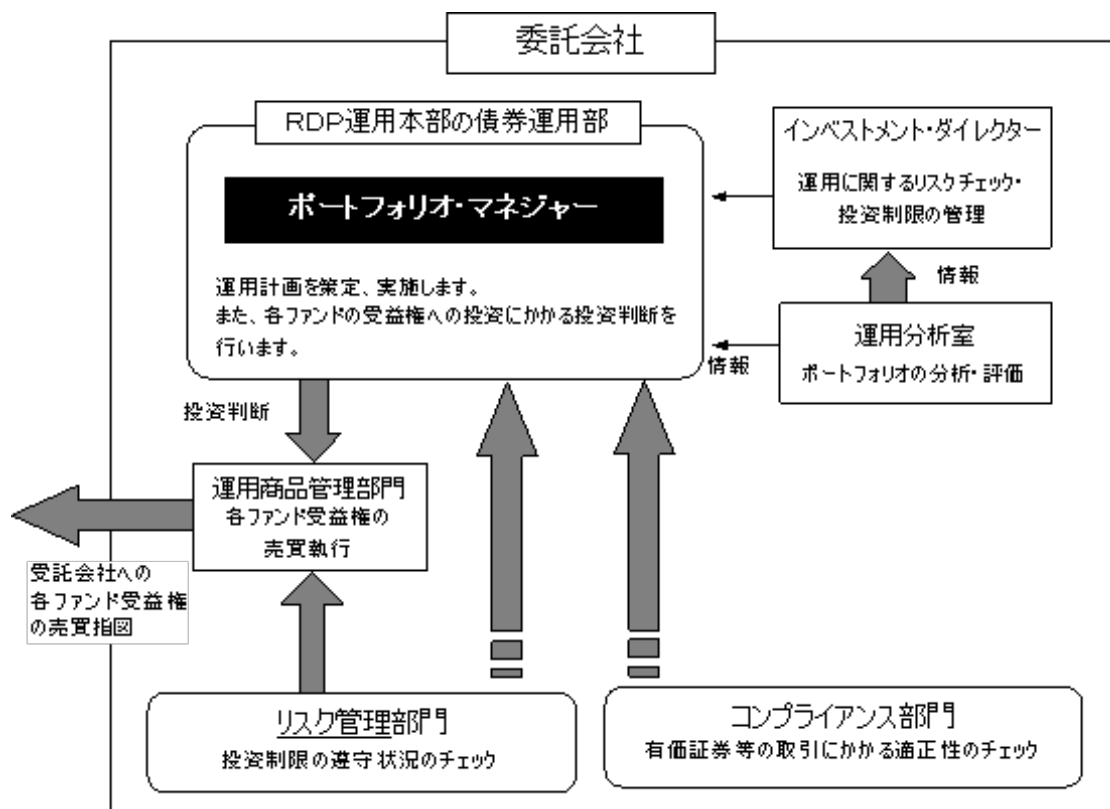 委託会社
RDP運用本部の債券運用部
ポートフォリオ・マネジャー
運用計画を策定、実施します。
また、各ファンドの受益権への投資にかかる投資判断を
行います。
インベストメント・ダイレクター
運用に関するリスクチェック・
投資制限の管理
情報
運用分析室
ポートフォリオの分析・評価
情報
投資判断
運用商品管理部門
各ファンド受益権の
売買執行
受託会社への
各ファンド受益権
の売買指図
リスク管理部門
投資制限の遵守状況のチェック
コンプライアンス部門
有価証券等の取引にかかる適正性のチェック